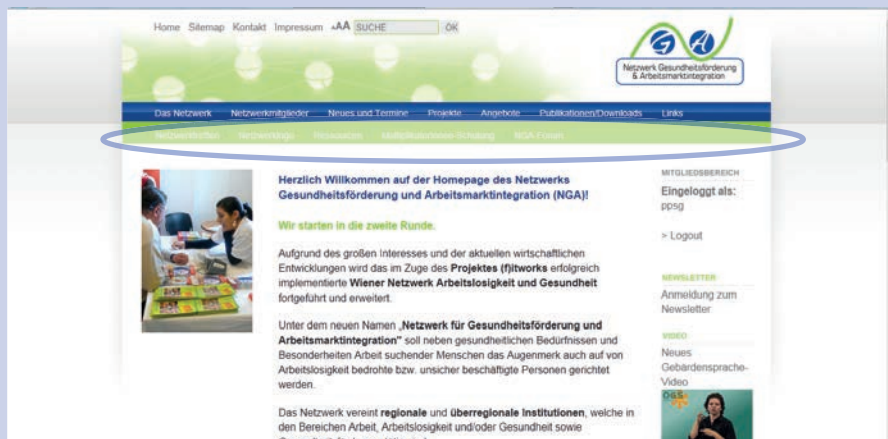 Home Sitemap Kontakt Impressum AAA SUCHE OK
GA
Netzwerk Gesundheitsförderung
& Arbeitsmarktintegration
Das Netzwerk Netzwerkmitglieder Neues und Termine Projekte Angebote Publikationen/Downloads Links
Ressourcen Multiplikatorinnen-Schulung NGA Forum
Herzlich Willkommen auf der Homepage des Netzwerks
Gesundheitsförderung und Arbeitsmarktintegration (NGA)!
Wir starten in die zweite Runde.
Aufgrund des großen Interesses und der aktuellen wirtschaftlichen
Entwicklungen wird das im Zuge des Projektes (f)itworks erfolgreich
implementierte Wiener Netzwerk Arbeitslosigkeit und Gesundheit
fortgeführt und erweitert.
Unter dem neuen Namen „Netzwerk für Gesundheitsförderung und
Arbeitsmarktintegration" soll neben gesundheitlichen Bedürfnissen und
Besonderheiten Arbeit suchender Menschen das Augenmerk auch auf von
Arbeitslosigkeit bedrohte bzw. unsicher beschäftigte Personen gerichtet
werden.
Das Netzwerk vereint regionale und überregionale Institutionen, welche in
den Bereichen Arbeit, Arbeitslosigkeit und/oder Gesundheit sowie
MITGLIEDSBEREICH
Eingeloggt als:
ppsg
> Logout
NEWSLETTER
Anmeldung zum
Newsletter
VIDEO
Neues
Gebärdensprache-
Video